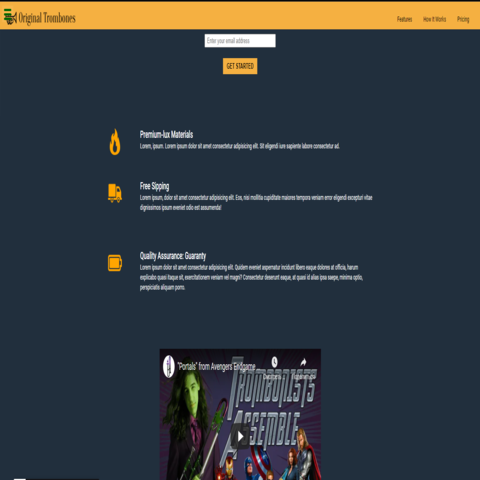 Original Trombones
Features
How It Works
Pricing
Enter your email address
GET STARTED
Premium-lux Materials
Lorem, ipsum. Lorem ipsum dolor sit amet consectetur adipisicing elit. Sit eligendi iure sapiente labore consectetur ad.
Free Sipping
Lorem ipsum, dolor sit amet consectetur adipisicing elit. Eos, nisi mollitia cupiditate maiores tempora veniam error eligendi excepturi vitae
dignissimos ipsum eveniet odio est assumenda!
Quality Assurance: Guaranty
Lorem ipsum dolor sit amet consectetur adipisicing elit. Quidem eveniet aspernatur incidunt libero eaque dolores at officia, harum
explicabo quasi itaque sit, exercitationem veniam vel magni? Consectetur deserunt eaque, at quasi id alias ipsa saepe, minima optio,
perspiciatis aliquam porro.
"Portals" from Avengers Endgame
TROMBONISTS
ASSEMBLE